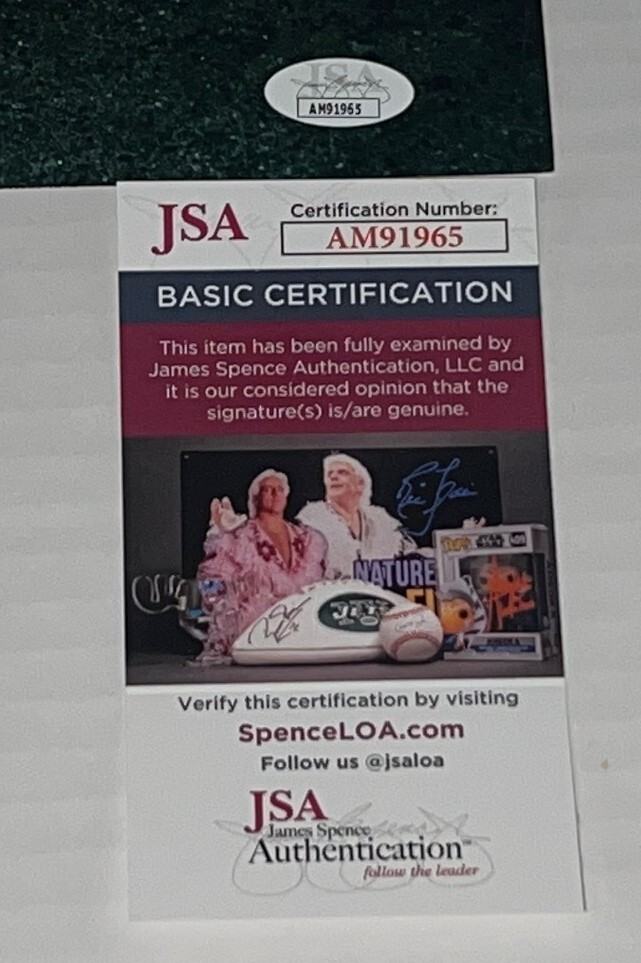 JSA
AM91965
JSA
Certification Number:
AM91965
BASIC CERTIFICATION
This item has been fully examined by
James Spence Authentication, LLC and
it is our considered opinion that the
signature(s) is/are genuine.
NATURE
JETS
Verify this certification by visiting
SpenceLOA.com
Follow us @jsaloa
JSA
James Spence
Authentication™
follow the leader